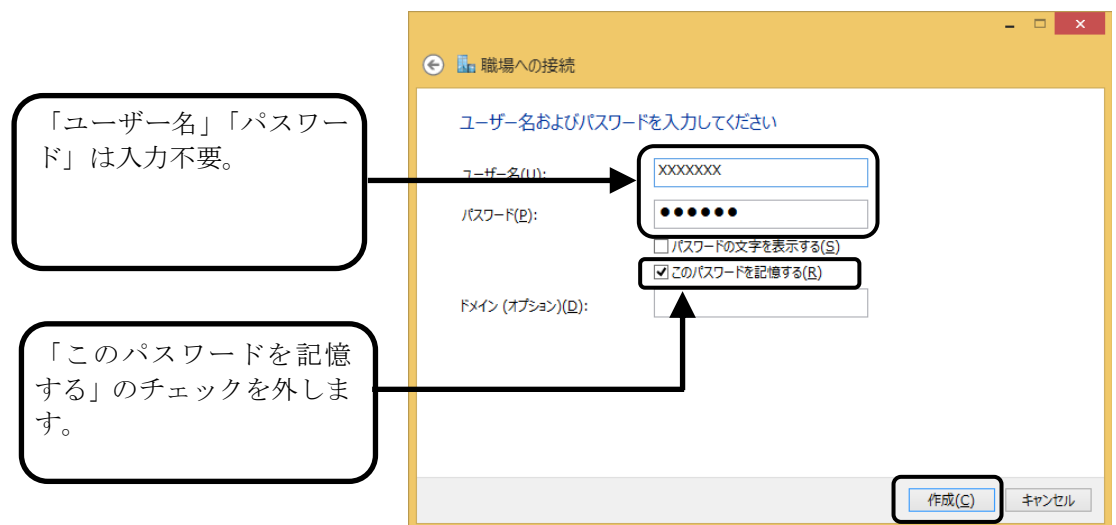 職場への接続
ユーザー名およびパスワードを入力してください
「ユーザー名」「パスワー
ド」は入力不要。
ユーザー名(U):
XXXXXXX
パスワード(P):
●●●●●●
パスワードの文字を表示する(S)
このパスワードを記憶する(R)
ドメイン (オプション)(D):
「このパスワードを記憶
する」のチェックを外しま
す。
作成(C)
キャンセル